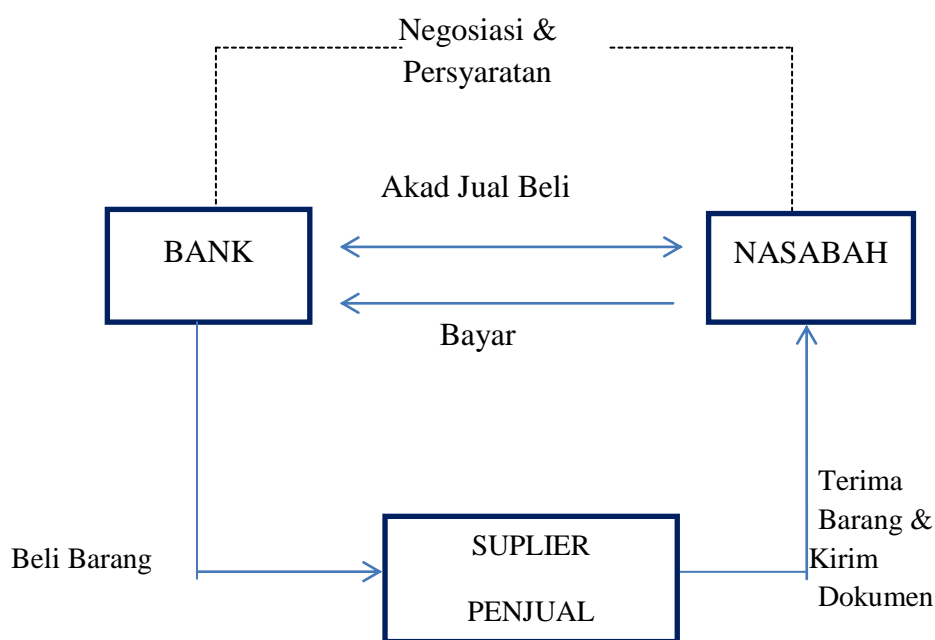 Negosiasi &
Persyaratan
Akad Jual Beli
BANK
NASABAH
Bayar
Terima
Barang &
Kirim
Dokumen
Beli Barang
SUPLIER
PENJUAL